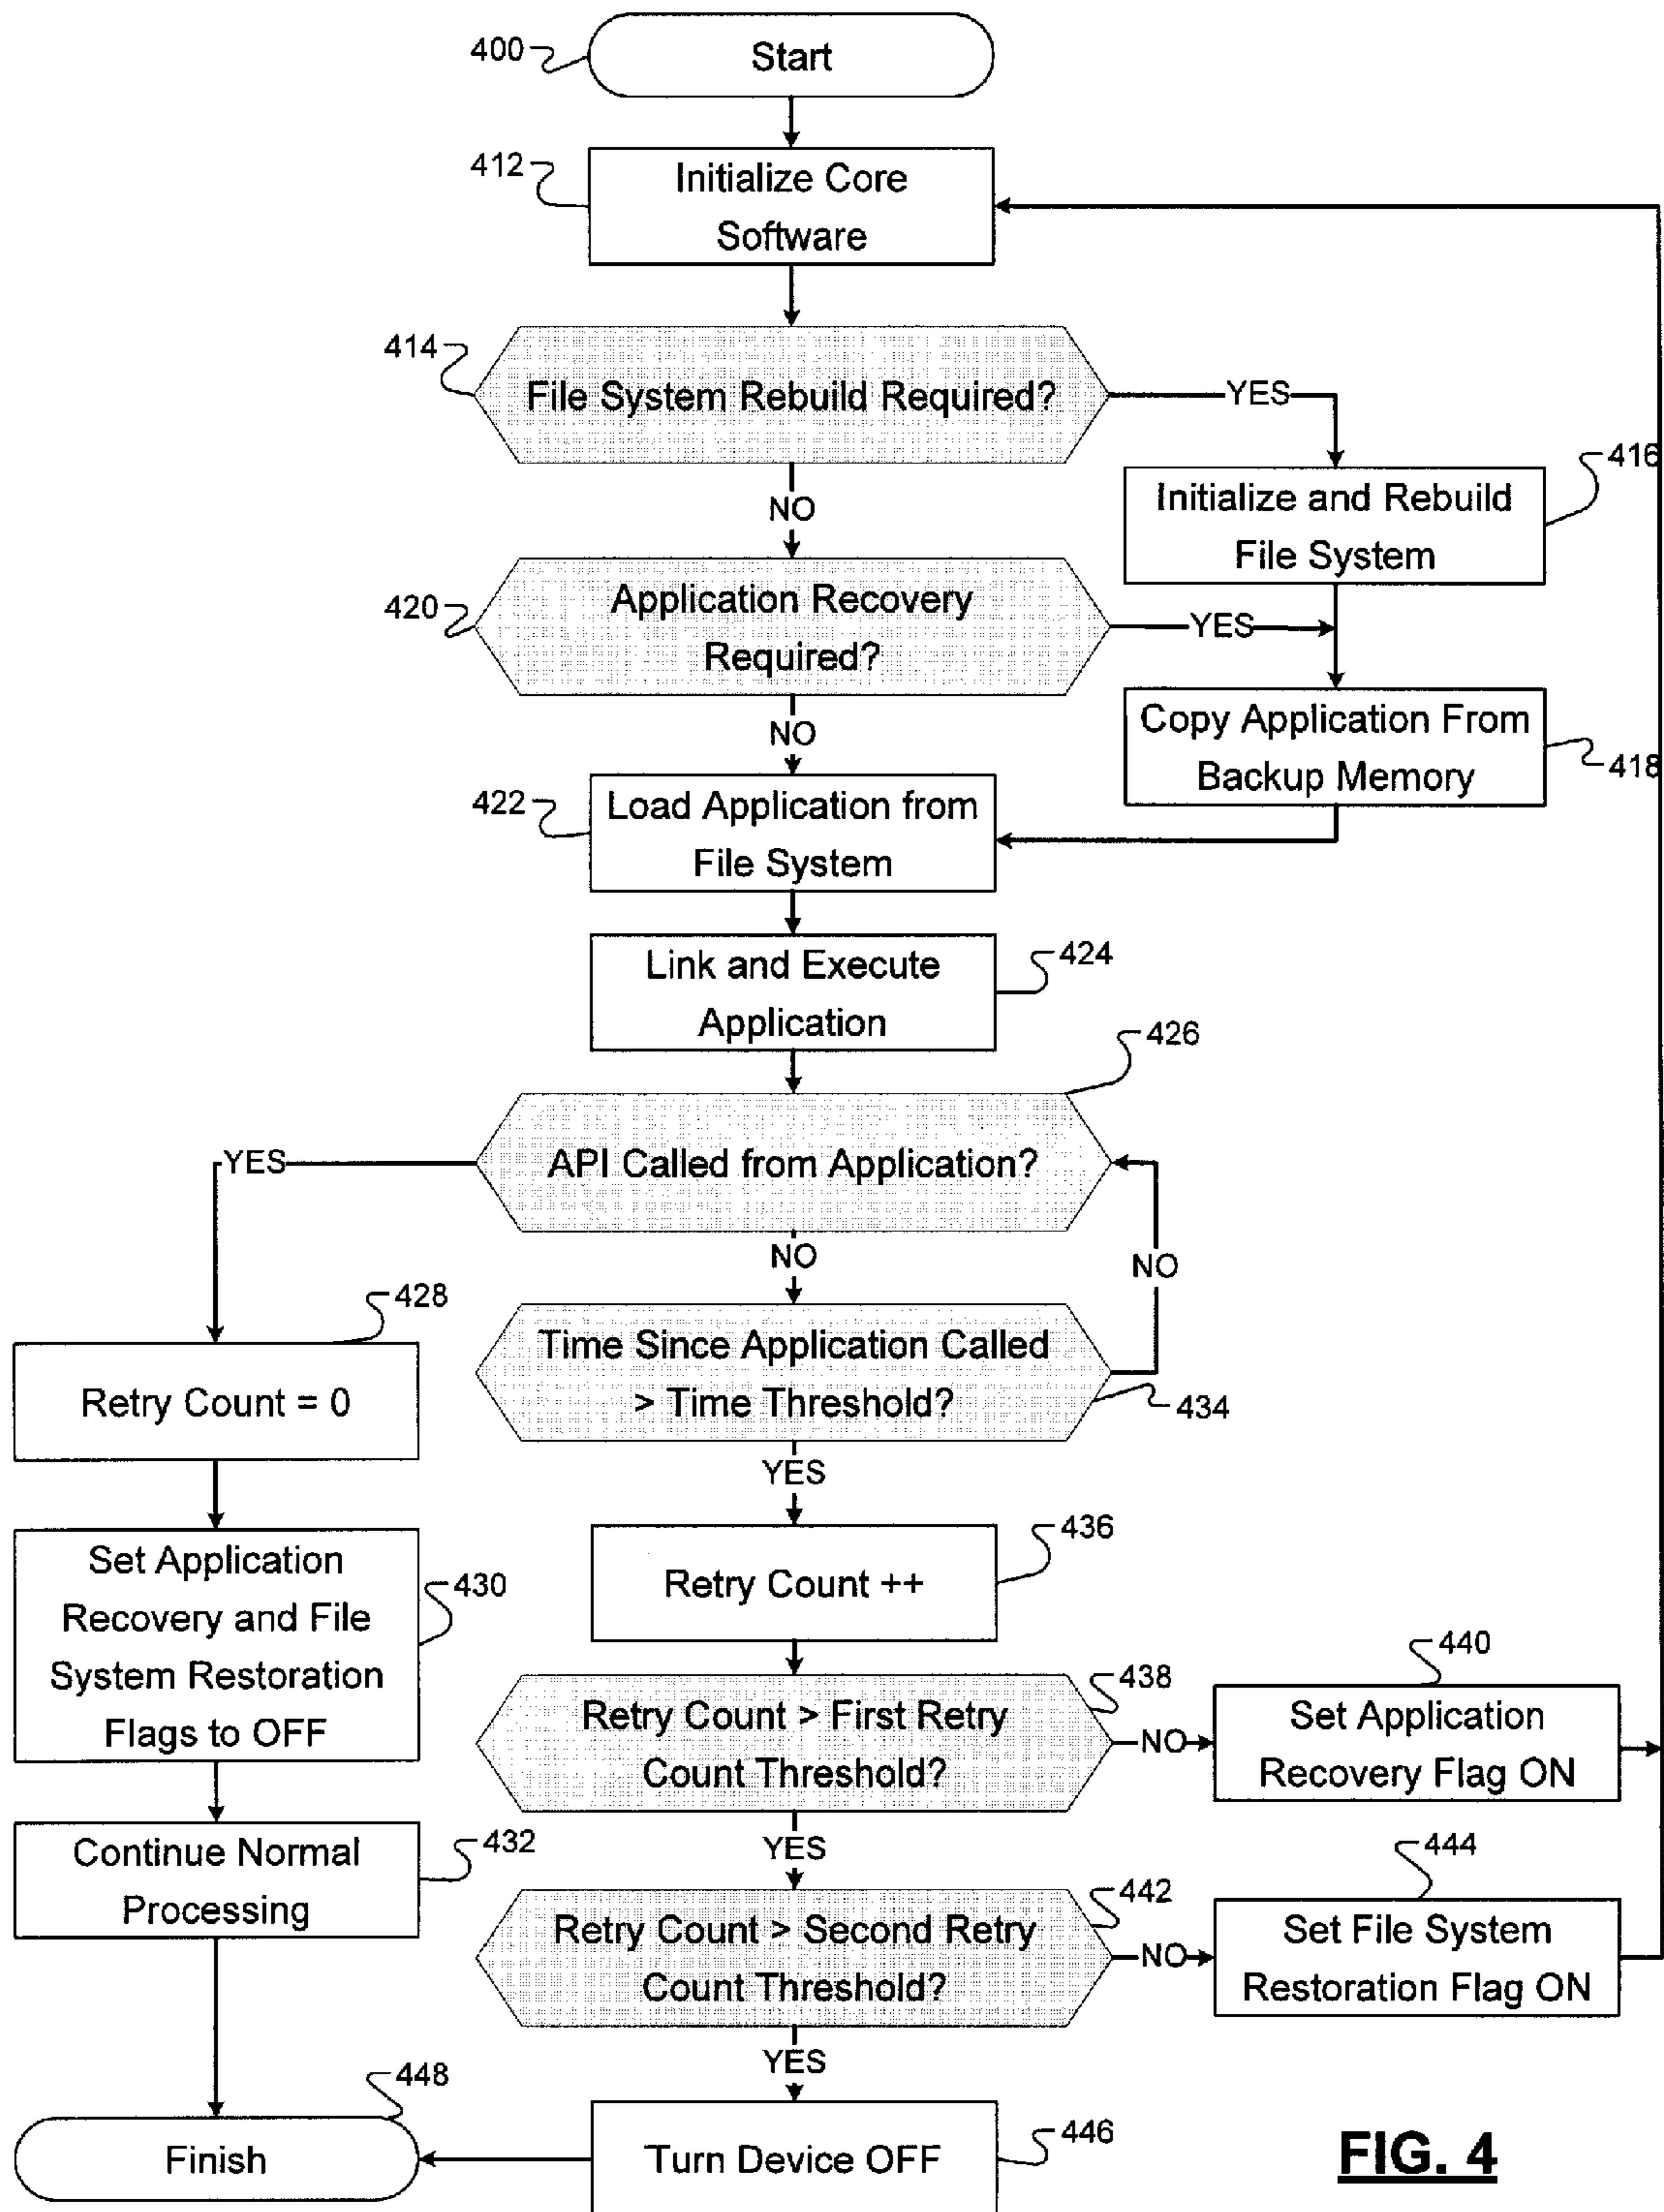 400
Start
412
Initialize Core
Software
414
File System Rebuild Required?
YES
416
Initialize and Rebuild
File System
NO
420
Application Recovery
Required?
YES
Copy Application From
Backup Memory
418
NO
422
Load Application from
File System
Link and Execute
Application
424
426
API Called from Application?
YES
NO
NO
428
Retry Count = 0
Time Since Application Called
> Time Threshold?
434
YES
Set Application
Recovery and File
System Restoration
Flags to OFF
430
Retry Count ++
436
438
Retry Count > First Retry
Count Threshold?
NO
440
Set Application
Recovery Flag ON
YES
Continue Normal
Processing
432
442
Retry Count > Second Retry
Count Threshold?
NO
444
Set File System
Restoration Flag ON
YES
448
Finish
Turn Device OFF
446
FIG. 4